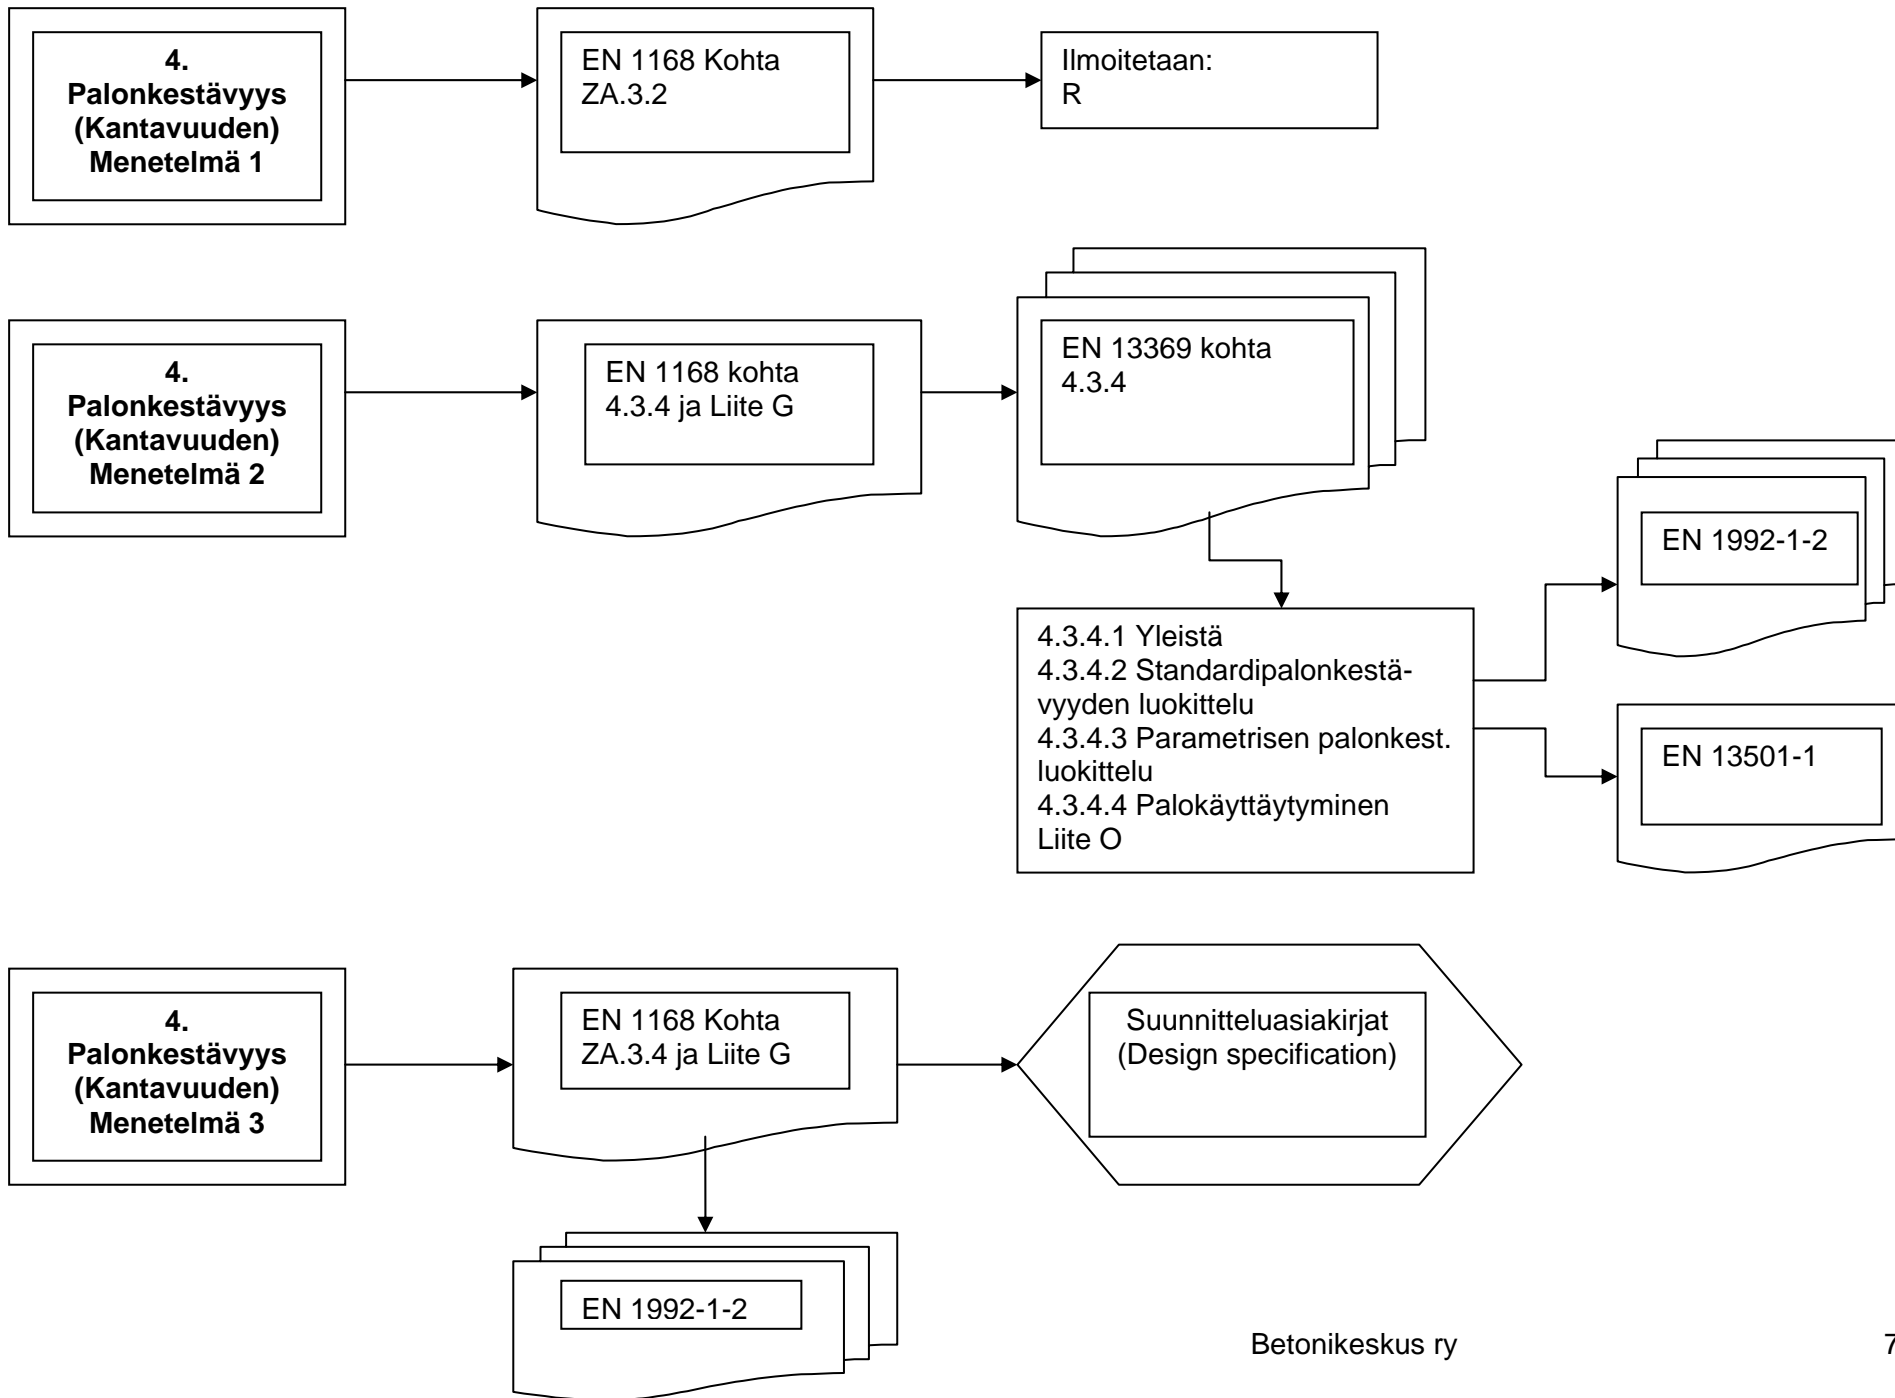 4.
Palonkestävyys
(Kantavuuden)
Menetelmä 1
EN 1168 Kohta
ZA.3.2
Ilmoitetaan:
R
4.
Palonkestävyys
(Kantavuuden)
Menetelmä 2
EN 1168 kohta
4.3.4 ja Liite G
EN 13369 kohta
4.3.4
EN 1992-1-2
4.3.4.1 Yleistä
4.3.4.2 Standardipalonkestä-
vyyden luokittelu
4.3.4.3 Parametrisen palonkest.
luokittelu
4.3.4.4 Palokäyttäytyminen
Liite O
EN 13501-1
4.
Palonkestävyys
(Kantavuuden)
Menetelmä 3
EN 1168 Kohta
ZA.3.4 ja Liite G
Suunnitteluasiakirjat
(Design specification)
EN 1992-1-2
Betonikeskus ry
7